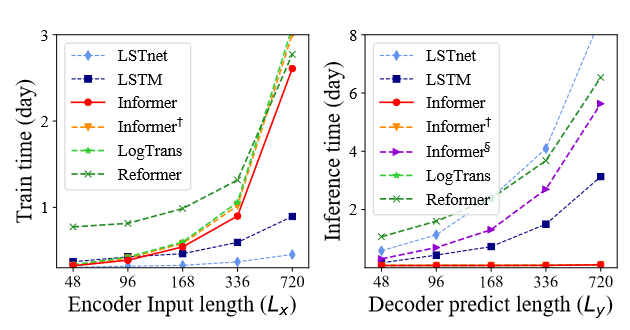 3
2
1
Train time (day)
LSTnet
LSTM
Informer
Informer†
LogTrans
Reformer
48 96 168 336 720
Encoder Input length (Lx)
8
6
4
2
Inference time (day)
LSTnet
LSTM
Informer
Informer†
Informer§
LogTrans
Reformer
48 96 168 336 720
Decoder predict length (Ly)